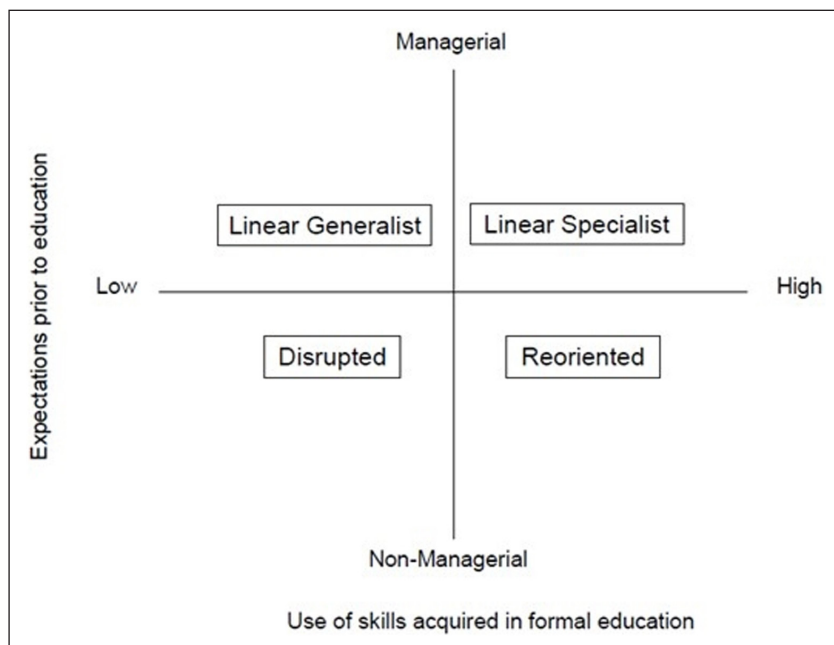 Managerial
Expectations prior to education
Linear Generalist
Linear Specialist
Low
High
Disrupted
Reoriented
Non-Managerial
Use of skills acquired in formal education